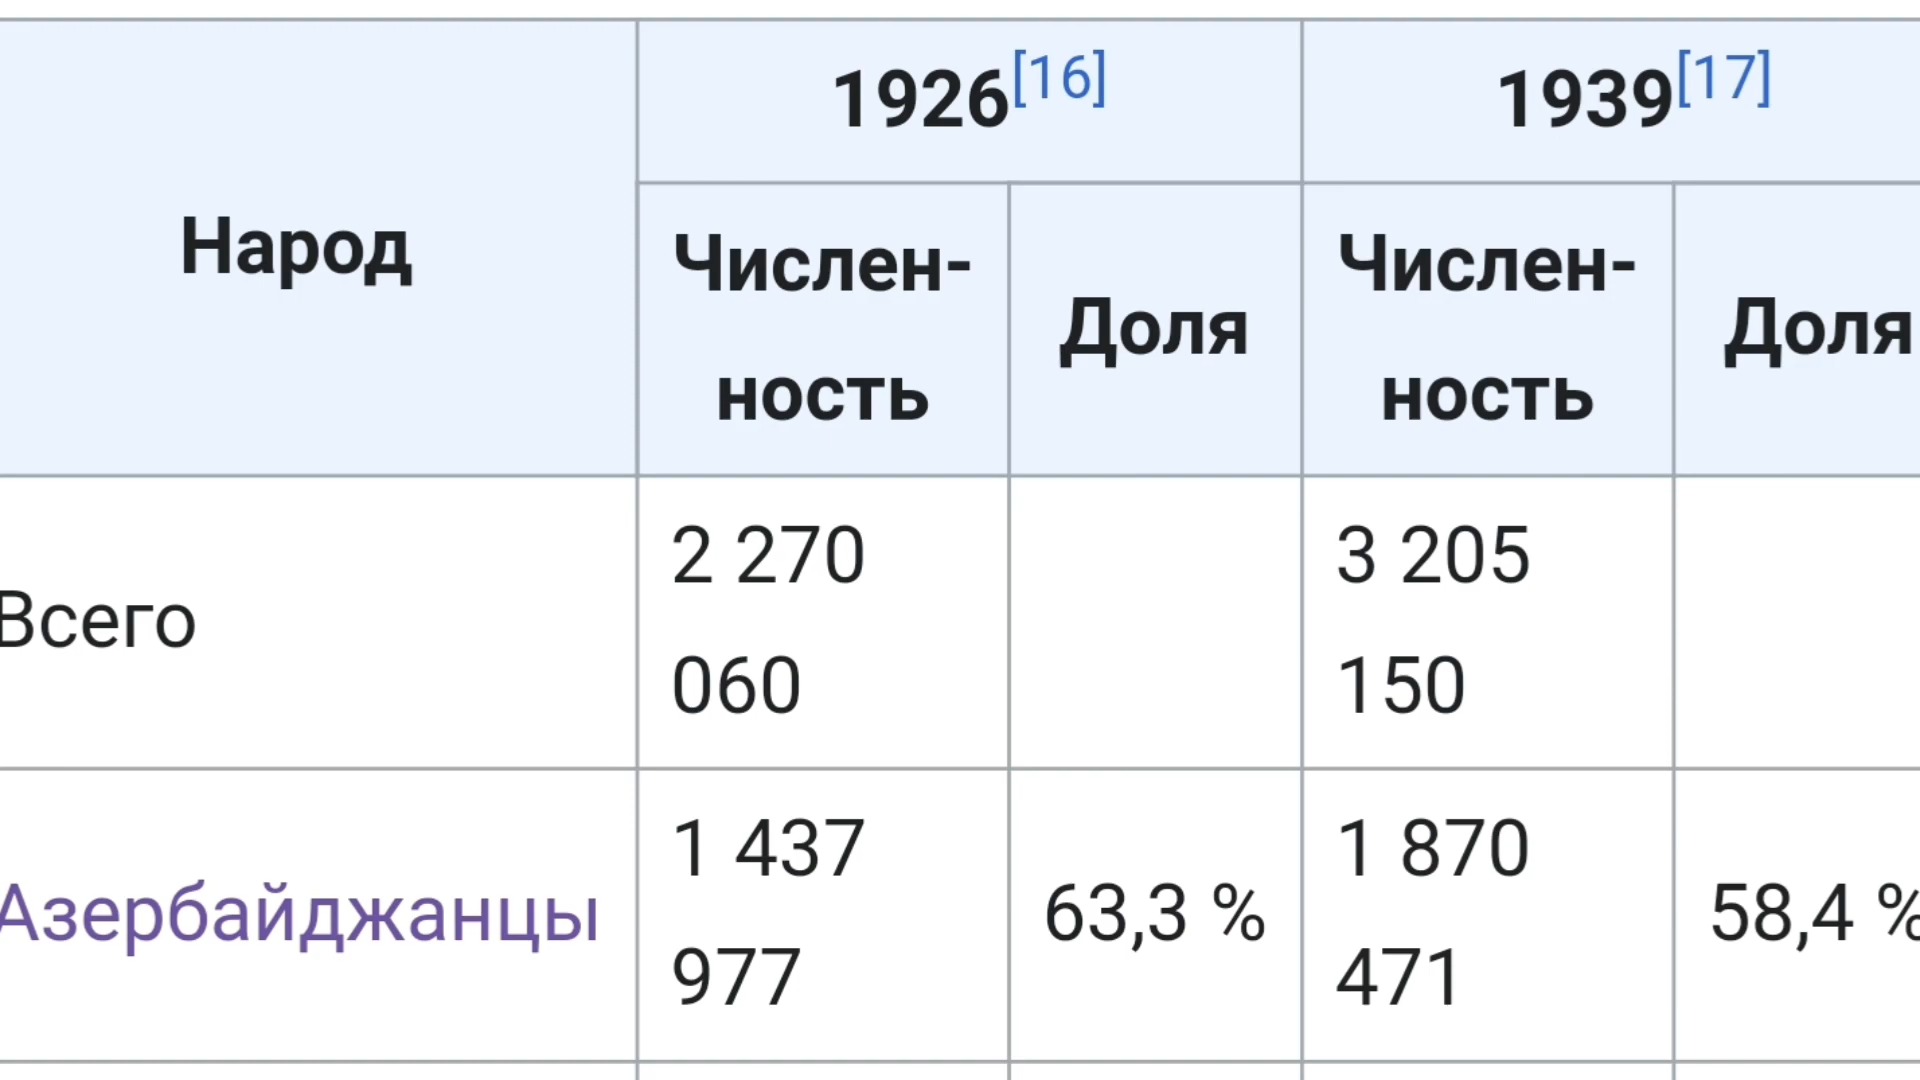 Народ
1926[16]
1939[17]
Числен-
ность
Доля
Числен-
ность
Доля
Всего
2 270
060
3 205
150
Азербайджанцы
1 437
977
63,3 %
1 870
471
58,4 %